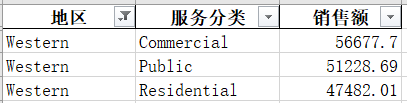 地区 服务分类 销售额
Western Commercial 56677.7
Western Public 51228.69
Western Residential 47482.01